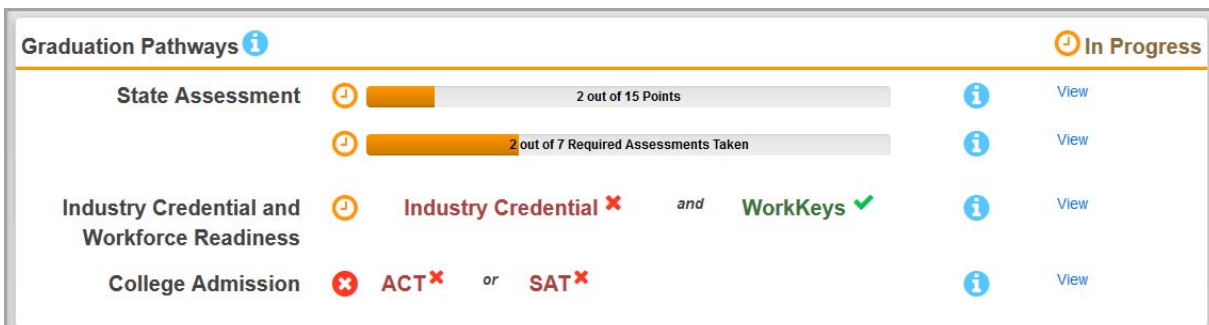 Graduation Pathways
In Progress
State Assessment
2 out of 15 Points
View
2 out of 7 Required Assessments Taken
View
Industry Credential and
Workforce Readiness
Industry Credential and WorkKeys
View
College Admission
ACT or SAT
View